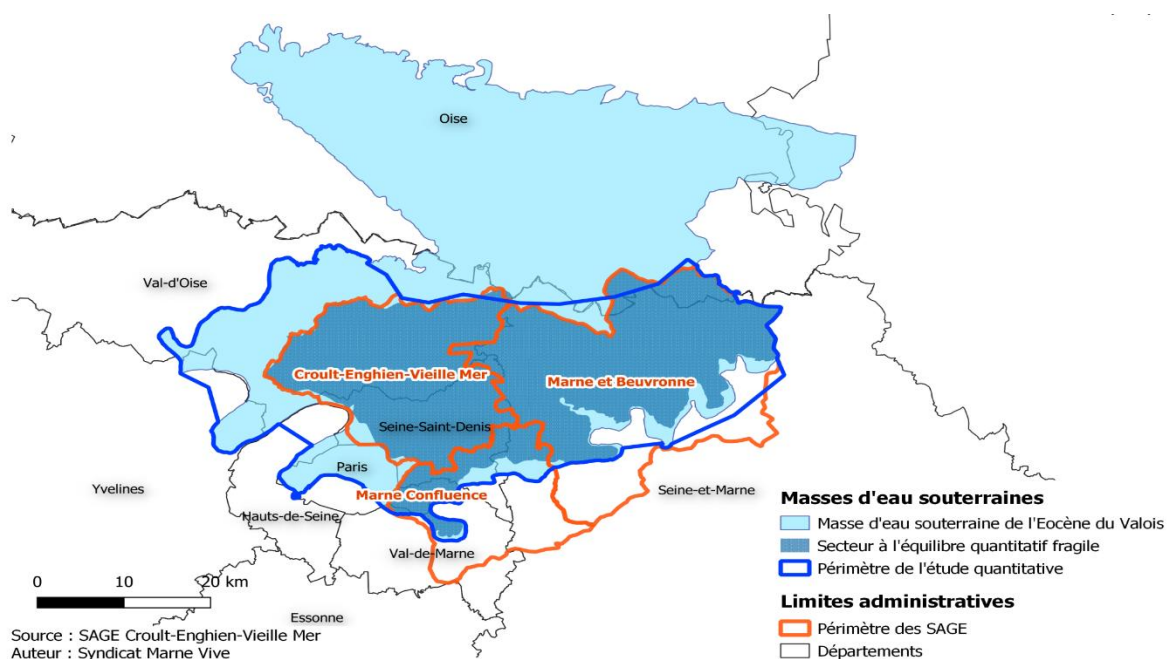 Oise
Val-d'Oise
Croult-Enghien-Vieille Mer
Marne et Beuvronne
Seine-Saint-Denis
Paris
Marne Confluence
Yvelines
Hauts-de-Seine
Seine-et-Marne
Val-de-Marne
Essonne
0 10 20 km
Source : SAGE Croult-Enghien-Vieille Mer
Auteur : Syndicat Marne Vive
Masses d'eau souterraines
Masse d'eau souterraine de l'Eocène du Valois
Secteur à l'équilibre quantitatif fragile
Périmètre de l'étude quantitative
Limites administratives
Périmètre des SAGE
Départements